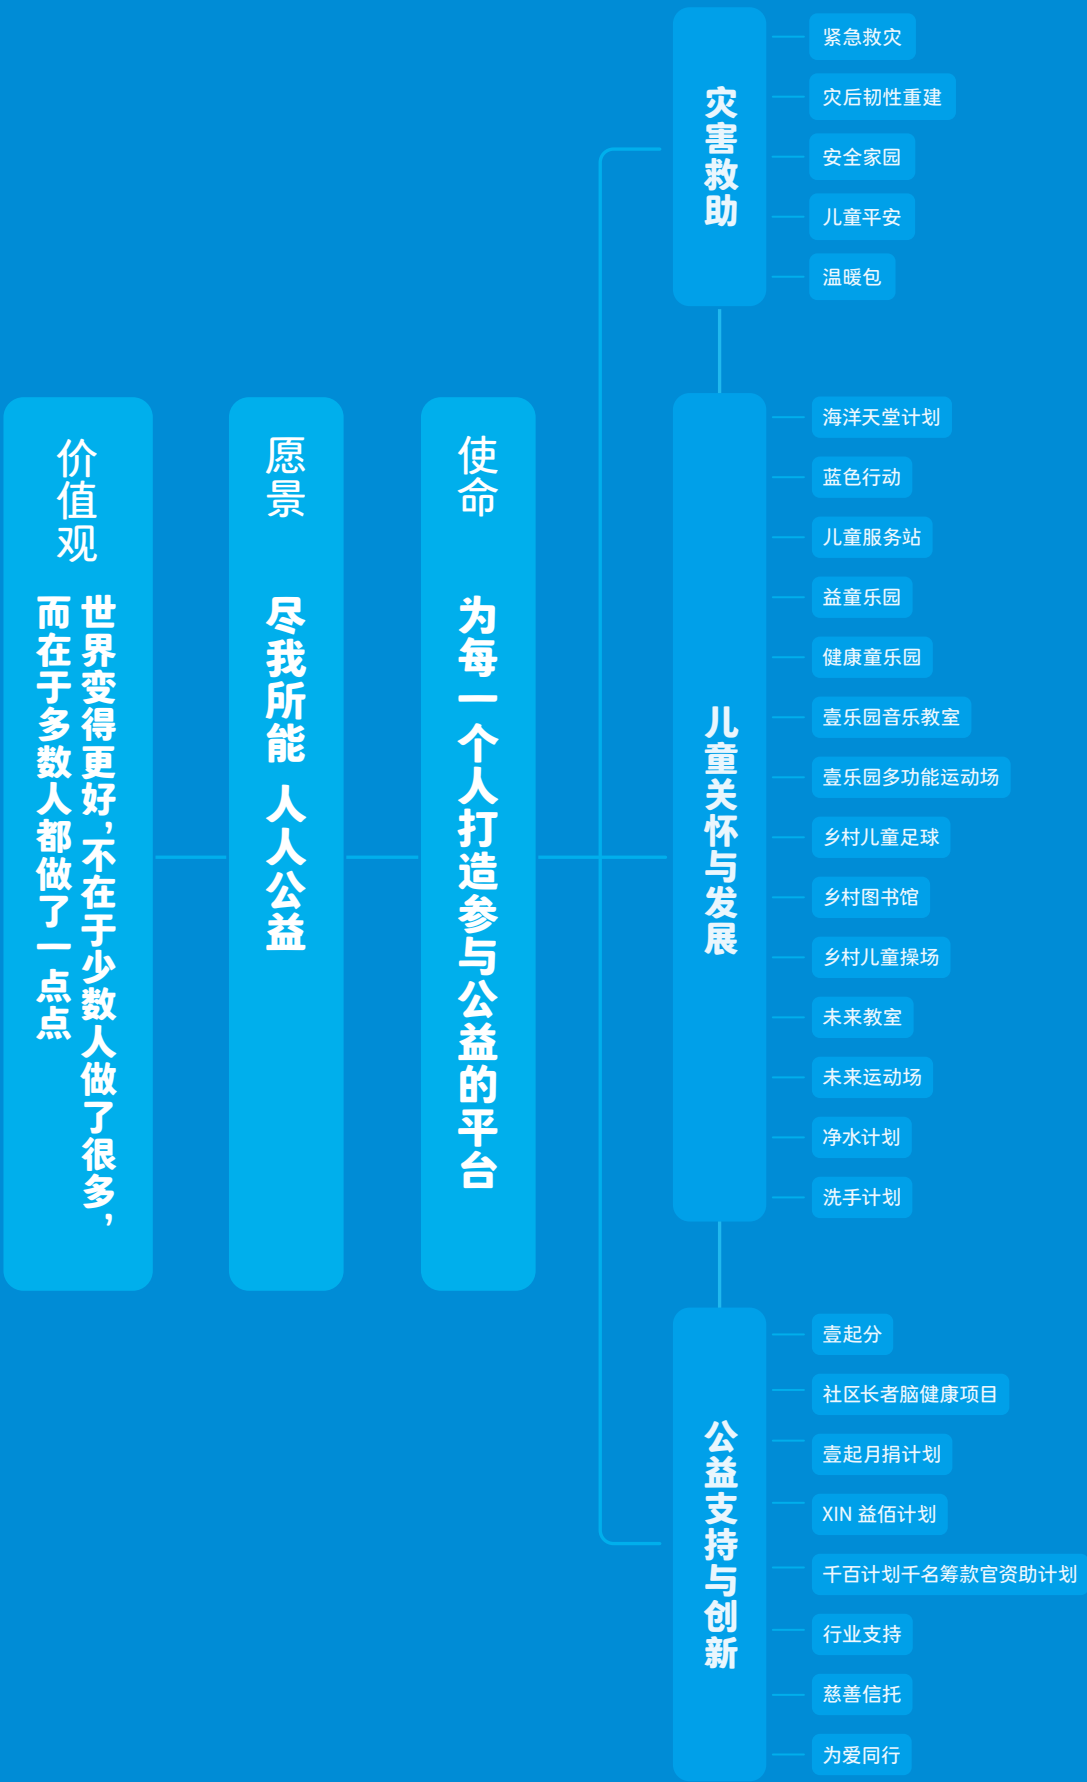 价值观
世界变得更好，不在于少数人做了很多，
而在于多数人都做了一点点
愿景
尽我所能 人人公益
使命
为每一个人打造参与公益的平台
灾害救助
紧急救灾
灾后韧性重建
安全家园
儿童平安
温暖包
儿童关怀与发展
海洋天堂计划
蓝色行动
儿童服务站
益童乐园
健康童乐园
壹乐园音乐教室
壹乐园多功能运动场
乡村儿童足球
乡村图书馆
乡村儿童操场
未来教室
未来运动场
净水计划
洗手计划
公益支持与创新
壹起分
社区长者脑健康项目
壹起月捐计划
XIN 益佰计划
千百计划千名筹款官资助计划
行业支持
慈善信托
为爱同行